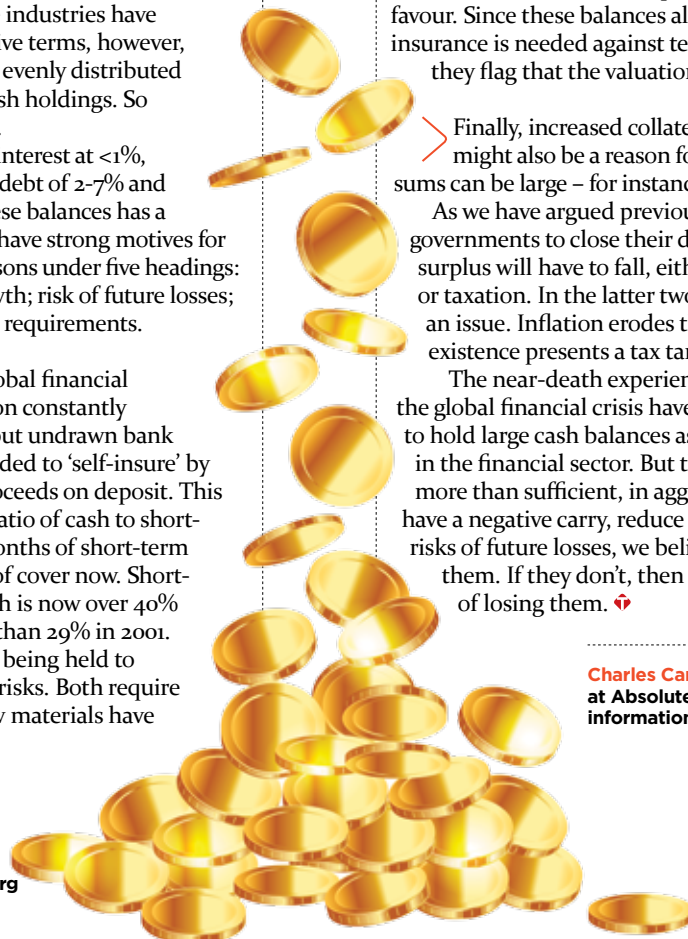 industries have
ive terms, however,
evenly distributed
sh holdings. So
interest at <1%,
debt of 2-7% and
ese balances has a
have strong motives for
sons under five headings:
th; risk of future losses;
requirements.
obal financial
on constantly
out undrawn bank
ded to ‘self-insure’ by
oceeds on deposit. This
atio of cash to short-
onths of short-term
of cover now. Short-
h is now over 40%
than 29% in 2001.
being held to
risks. Both require
materials have
rg
favour. Since these balances al
insurance is needed against te
they flag that the valuation
Finally, increased collate
might also be a reason fo
sums can be large – for instanc
As we have argued previou
governments to close their d
surplus will have to fall, eith
or taxation. In the latter two
an issue. Inflation erodes t
existence presents a tax tar
The near-death experien
the global financial crisis have
to hold large cash balances as
in the financial sector. But t
more than sufficient, in agg
have a negative carry, reduce
risks of future losses, we beli
them. If they don’t, then
of losing them.
Charles Car
at Absolute
information